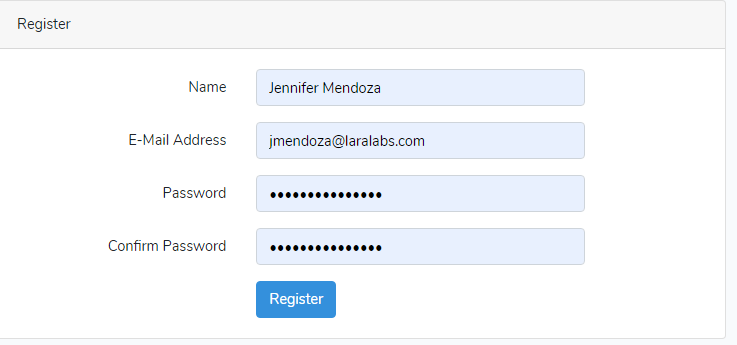 Register
Name Jennifer Mendoza
E-Mail Address jmendoza@laralabs.com
Password •••••••••••••••
Confirm Password •••••••••••••••
Register